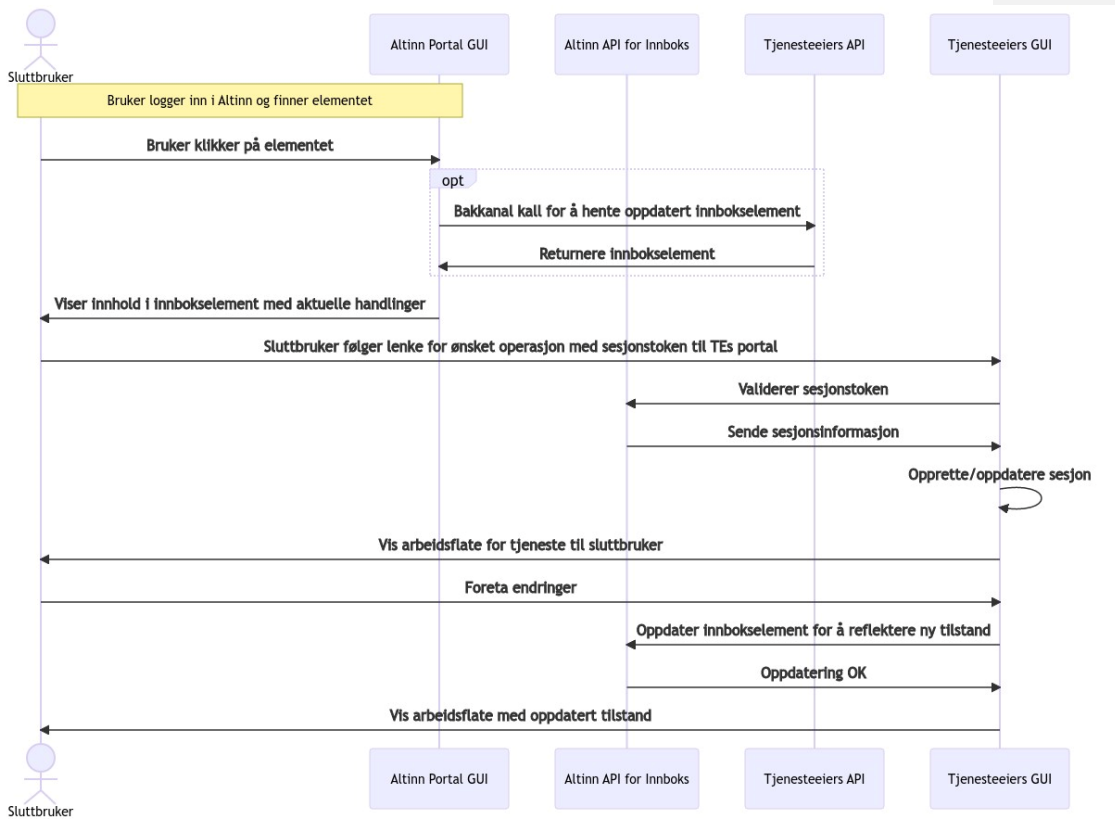 Sluttbruker
Altinn Portal GUI
Altinn API for Innboks
Tjenesteeiers API
Tjenesteeiers GUI
Bruker logger inn i Altinn og finner elementet
Bruker klikker på elementet
opt
Bakkanal kall for å hente oppdatert innbokselement
Returnere innbokselement
Viser innhold i innbokselement med aktuelle handlinger
Sluttbruker følger lenke for ønsket operasjon med sesjonstoken til TEs portal
Validerer sesjonstoken
Sende sesjonsinformasjon
Opprette/oppdatere sesjon
Vis arbeidsflate for tjeneste til sluttbruker
Foreta endringer
Oppdater innbokselement for å reflektere ny tilstand
Oppdatering OK
Vis arbeidsflate med oppdatert tilstand
Sluttbruker
Altinn Portal GUI
Altinn API for Innboks
Tjenesteeiers API
Tjenesteeiers GUI